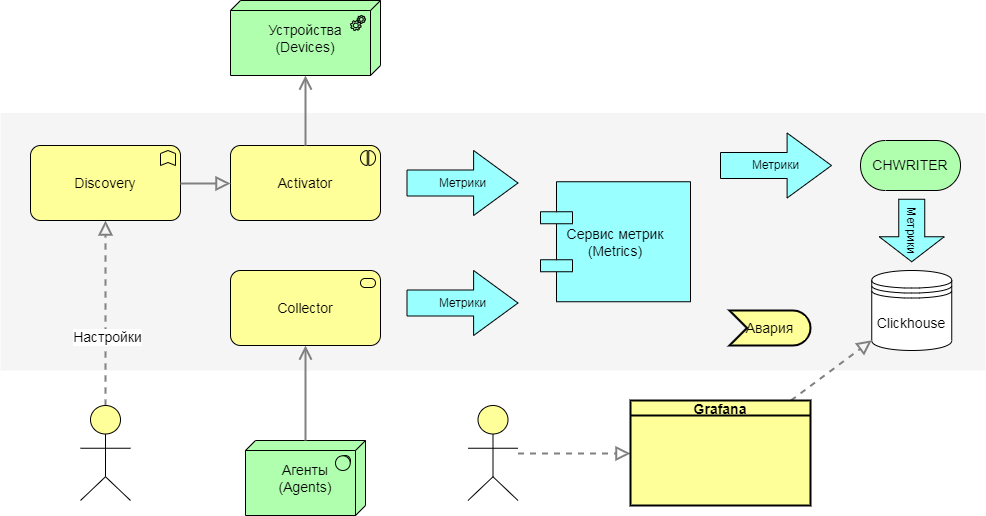 Устройства
(Devices)
Discovery
Activator
Метрики
Метрики
CHWRITER
Метрики
Сервис метрик
(Metrics)
Collector
Метрики
Авария
Clickhouse
Настройки
Grafana
Агенты
(Agents)